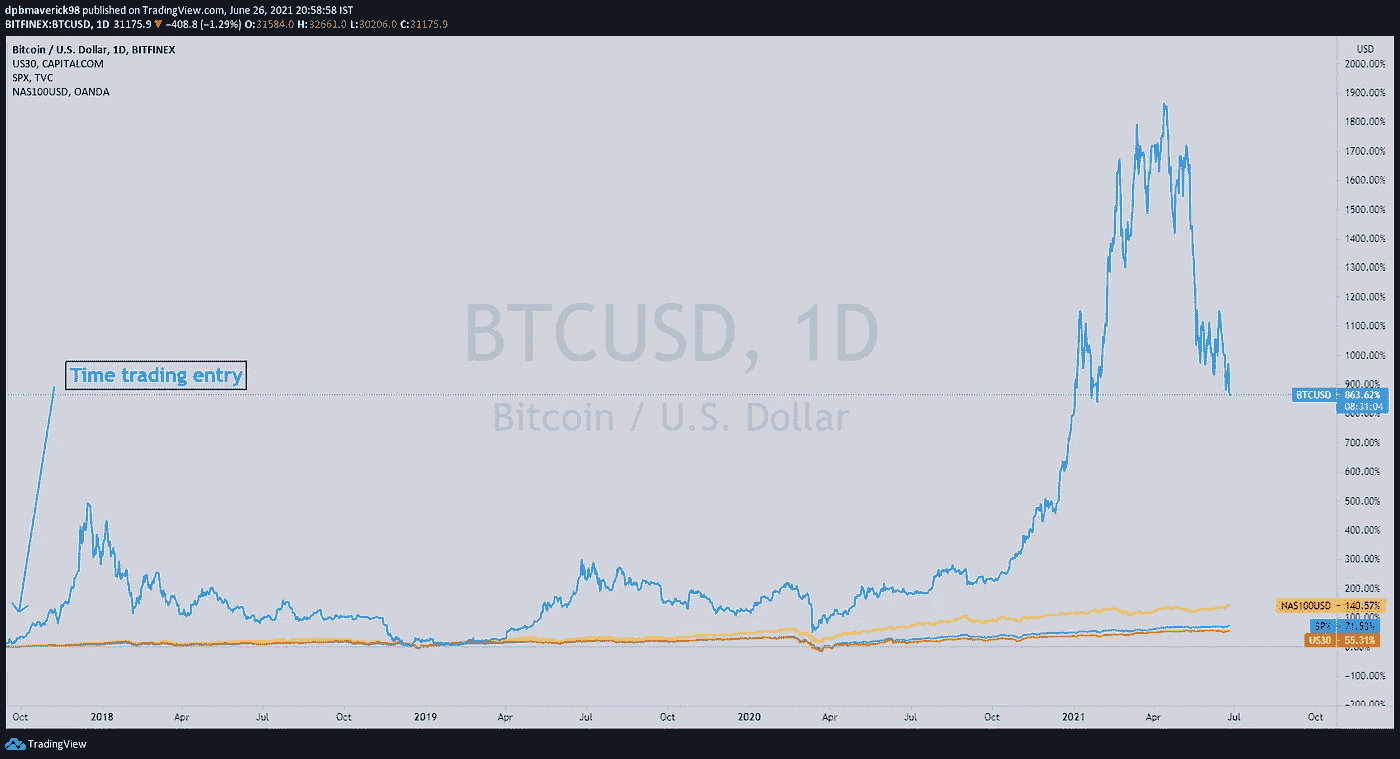 dpbmaverick98 published on TradingView.com, June 26, 2021 20:58:58 IST
BITFINEX:BTCUSD, 1D 31175.9 ▼ −408.8 (−1.29%) O:31584.0 H:32661.0 L:30206.0 C:31175.9
Bitcoin / U.S. Dollar, 1D, BITFINEX
US30, CAPITALCOM
SPX, TVC
NAS100USD, OANDA
USD
2000.00%
1900.00%
1800.00%
1700.00%
1600.00%
1500.00%
1400.00%
1300.00%
1200.00%
1100.00%
1000.00%
900.00%
BTCUSD − 863.62%
08:31:04
800.00%
700.00%
600.00%
500.00%
400.00%
300.00%
200.00%
NAS100USD − 140.57%
100.00%
SPX − 71.53%
US30 − 55.31%
0.00%
−100.00%
−200.00%
BTCUSD, 1D
Bitcoin / U.S. Dollar
Time trading entry
Oct 2018 Apr Jul Oct 2019 Apr Jul Oct 2020 Apr Jul Oct 2021 Apr Jul Oct
TradingView